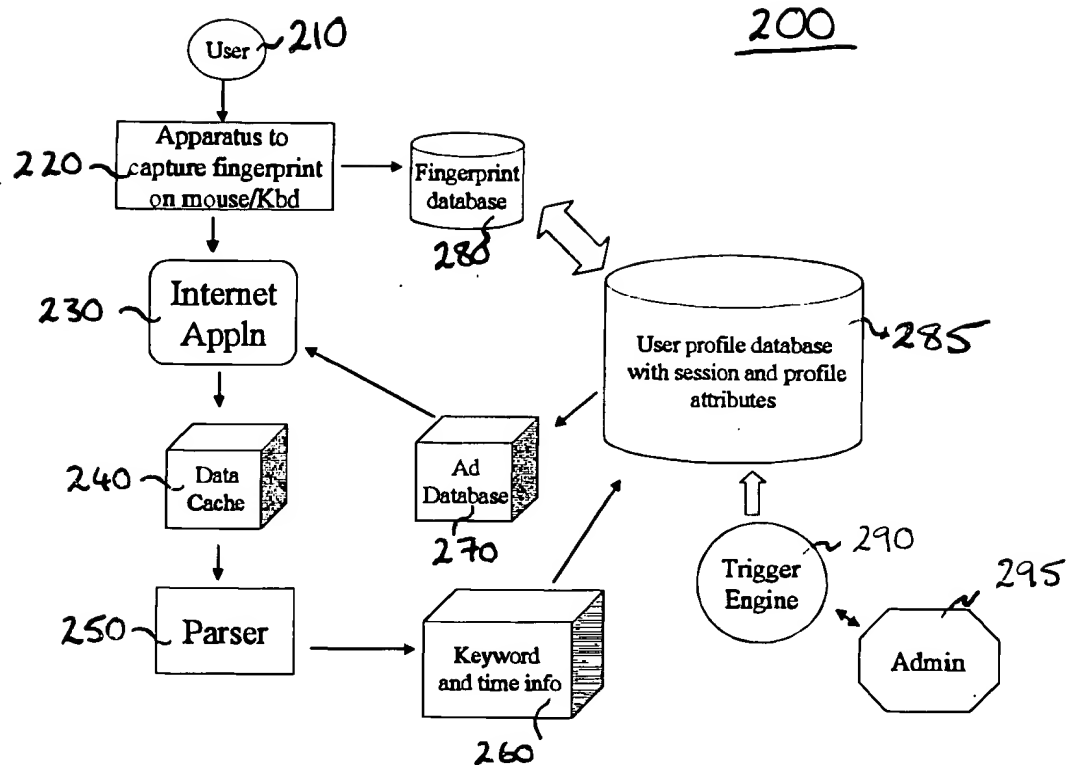 200
User
210
Apparatus to
capture fingerprint
on mouse/Kbd
220
Fingerprint
database
280
Internet
Appln
230
User profile database
with session and profile
attributes
285
Data
Cache
240
Ad
Database
270
Trigger
Engine
290
295
Admin
Parser
250
Keyword
and time info
260